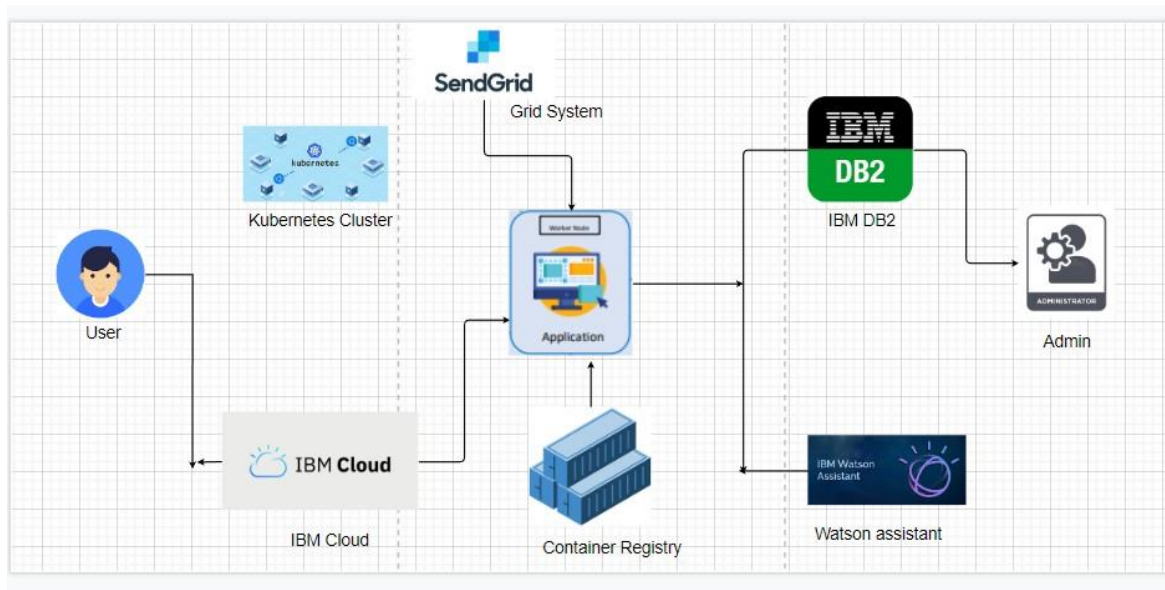 SendGrid
Grid System
kubernetes
Kubernetes Cluster
User
IBM Cloud
IBM Cloud
Worker Node
Application
Container Registry
IBM
DB2
IBM DB2
ADMINISTRATOR
Admin
IBM Watson
Assistant
Watson assistant